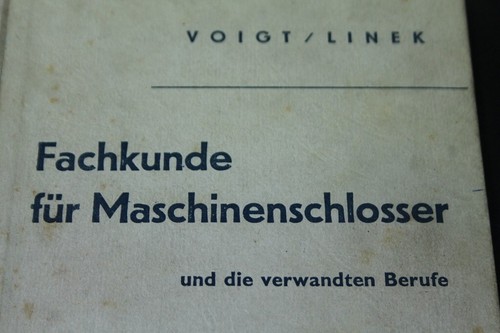 VOIGT/LINEK
Fachkunde
für Maschinenschlosser
und die verwandten Berufe